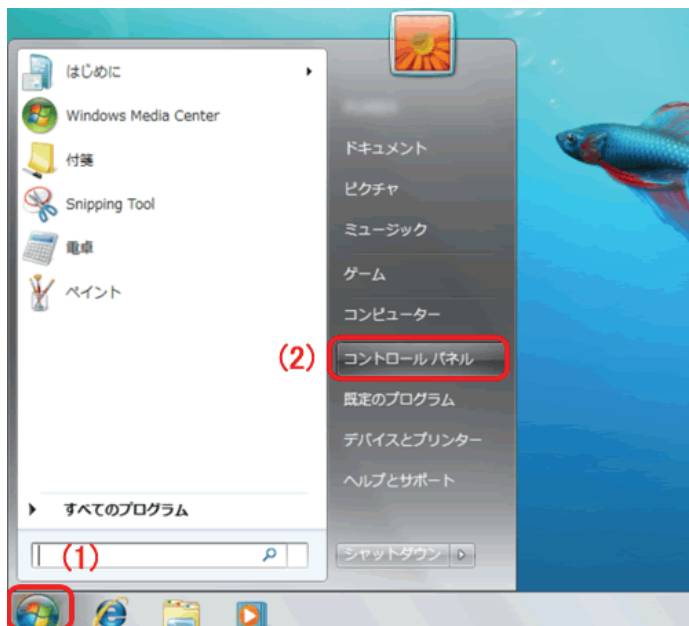 はじめに
Windows Media Center
付箋
Snipping Tool
電卓
ペイント
すべてのプログラム
(1)
ドキュメント
ピクチャ
ミュージック
ゲーム
コンピューター
(2)
コントロール パネル
既定のプログラム
デバイスとプリンター
ヘルプとサポート
シャットダウン